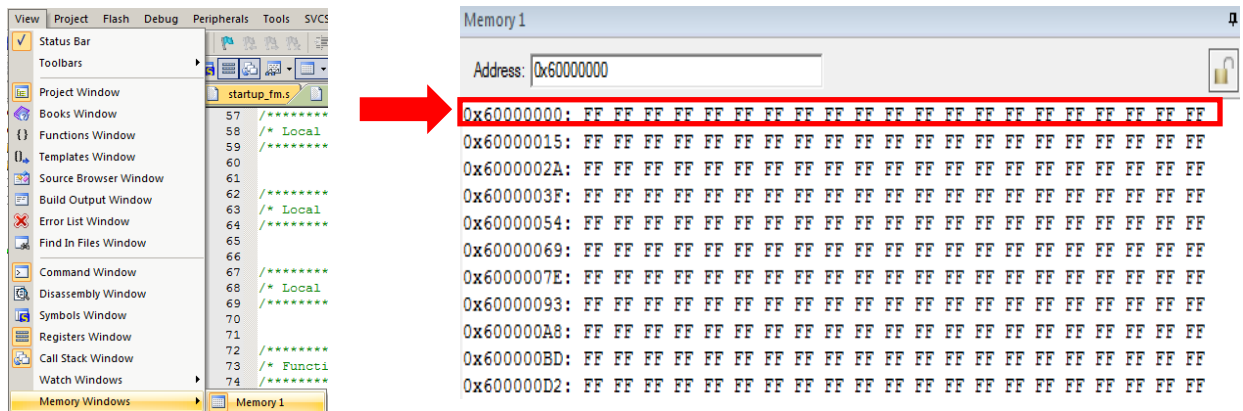 View Project Flash Debug Peripherals Tools SVCS
Status Bar
Toolbars
Project Window
Books Window
Functions Window
Templates Window
Source Browser Window
Build Output Window
Error List Window
Find In Files Window
Command Window
Disassembly Window
Symbols Window
Registers Window
Call Stack Window
Watch Windows
Memory Windows
Memory 1
startup_fm.s
57 /********
58 /* Local
59 /********
60
61
62 /********
63 /* Local
64 /********
65
66
67 /********
68 /* Local
69 /********
70
71
72 /********
73 /* Functi
74 /********
Memory 1
Address: 0x60000000
0x60000000: FF FF FF FF FF FF FF FF FF FF FF FF FF FF FF FF FF FF FF FF FF
0x60000015: FF FF FF FF FF FF FF FF FF FF FF FF FF FF FF FF FF FF FF FF FF
0x6000002A: FF FF FF FF FF FF FF FF FF FF FF FF FF FF FF FF FF FF FF FF FF
0x6000003F: FF FF FF FF FF FF FF FF FF FF FF FF FF FF FF FF FF FF FF FF FF
0x60000054: FF FF FF FF FF FF FF FF FF FF FF FF FF FF FF FF FF FF FF FF FF
0x60000069: FF FF FF FF FF FF FF FF FF FF FF FF FF FF FF FF FF FF FF FF FF
0x6000007E: FF FF FF FF FF FF FF FF FF FF FF FF FF FF FF FF FF FF FF FF FF
0x60000093: FF FF FF FF FF FF FF FF FF FF FF FF FF FF FF FF FF FF FF FF FF
0x600000A8: FF FF FF FF FF FF FF FF FF FF FF FF FF FF FF FF FF FF FF FF FF
0x600000BD: FF FF FF FF FF FF FF FF FF FF FF FF FF FF FF FF FF FF FF FF FF
0x600000D2: FF FF FF FF FF FF FF FF FF FF FF FF FF FF FF FF FF FF FF FF FF